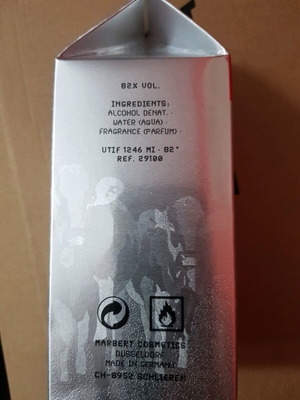 82% VOL.
INGREDIENTS:
ALCOHOL DENAT. ·
WATER (AQUA) ·
FRAGRANCE (PARFUM) ·
UTIF 1246 MI · 82°
REF. 29100
MARBERT COSMETICS
DUSSELDORF
MADE IN GERMANY
CH-8952 SCHLIEREN